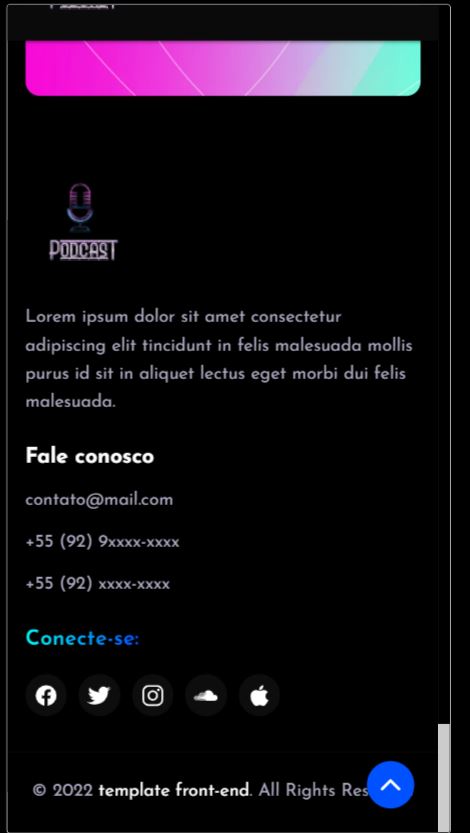 PODCAST
Lorem ipsum dolor sit amet consectetur
adipiscing elit tincidunt in felis malesuada mollis
purus id sit in aliquet lectus eget morbi dui felis
malesuada.
Fale conosco
contato@mail.com
+55 (92) 9xxxx-xxxx
+55 (92) xxxx-xxxx
Conecte-se:
© 2022 template front-end. All Rights Res